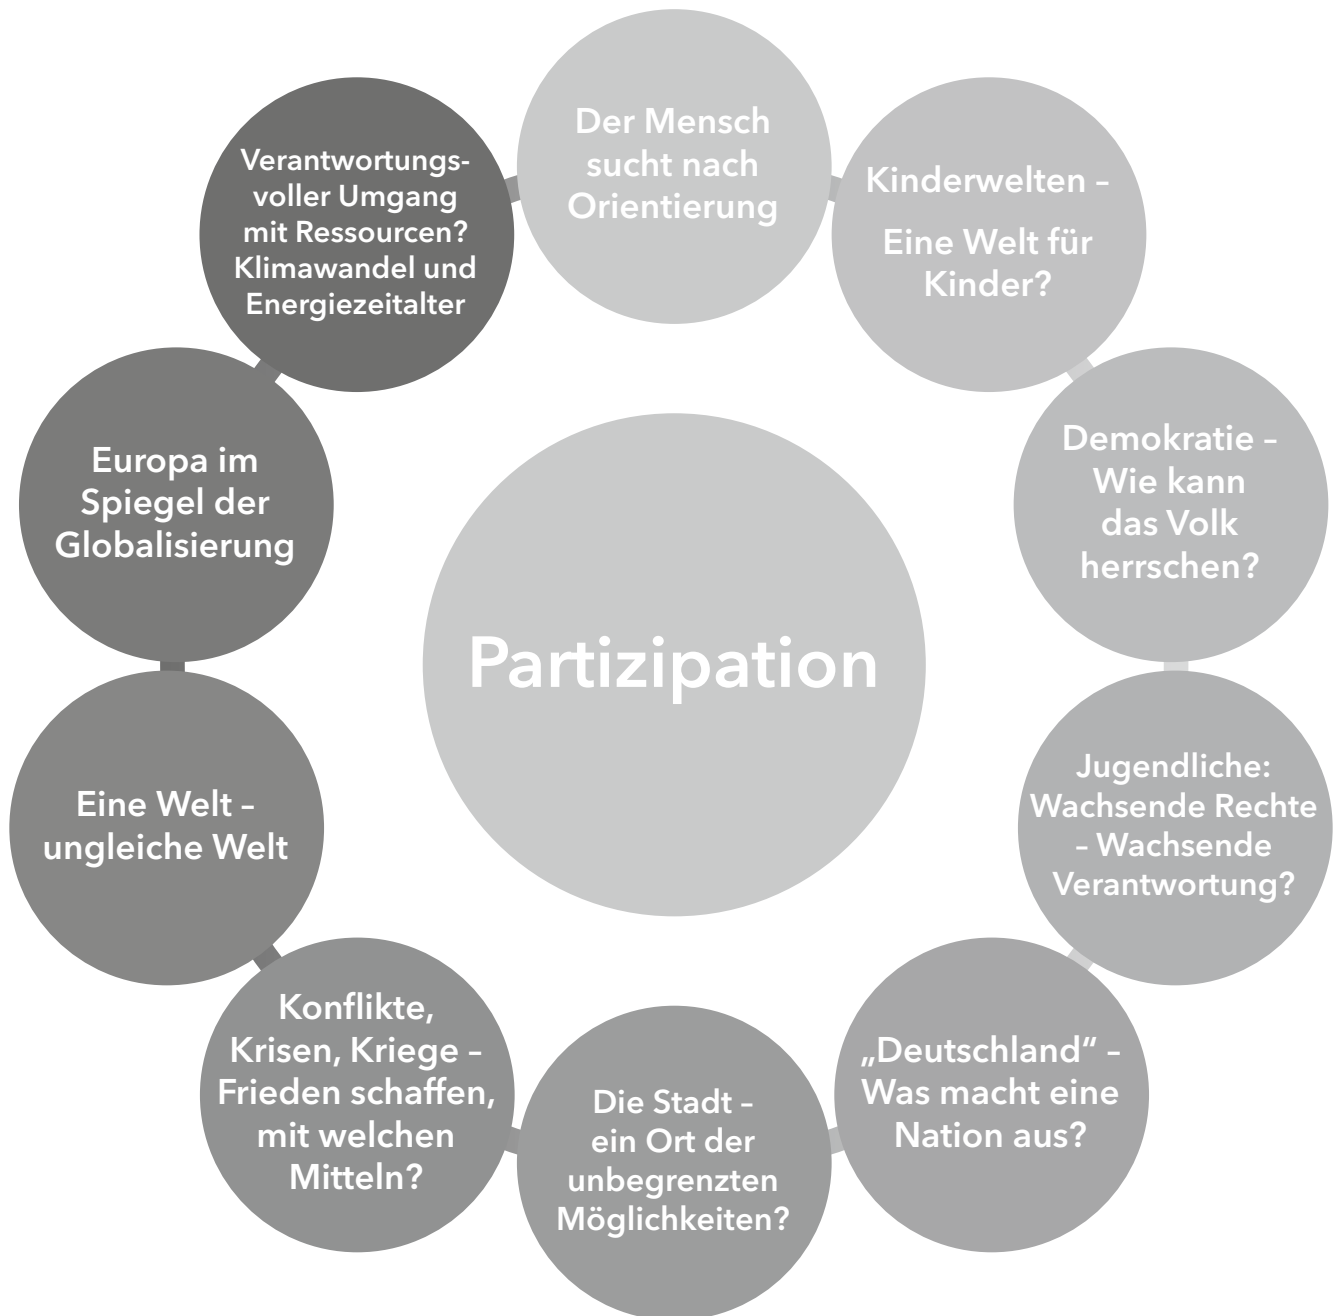 Der Mensch
sucht nach
Orientierung
Kinderwelten –
Eine Welt für
Kinder?
Demokratie –
Wie kann
das Volk
herrschen?
Jugendliche:
Wachsende Rechte
– Wachsende
Verantwortung?
„Deutschland“ –
Was macht eine
Nation aus?
Die Stadt –
ein Ort der
unbegrenzten
Möglichkeiten?
Konflikte,
Krisen, Kriege –
Frieden schaffen,
mit welchen
Mitteln?
Eine Welt –
ungleiche Welt
Europa im
Spiegel der
Globalisierung
Verantwortungs-
voller Umgang
mit Ressourcen?
Klimawandel und
Energiezeitalter
Partizipation